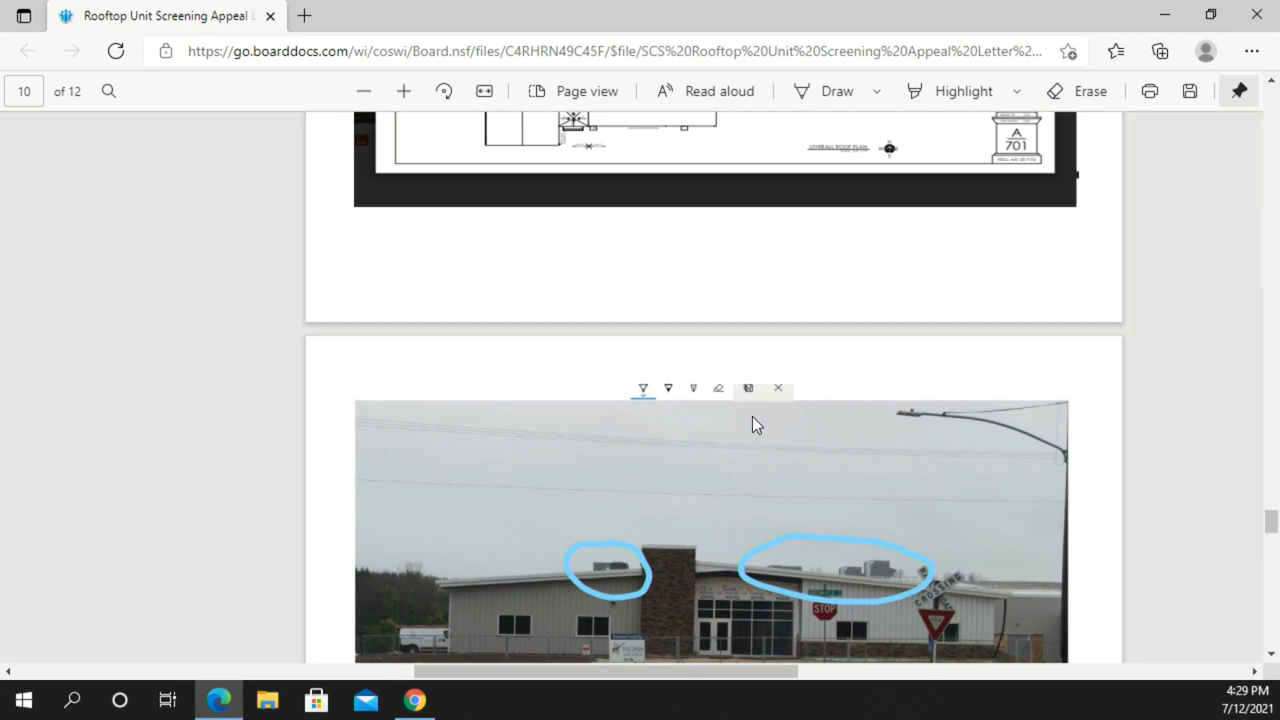 Rooftop Unit Screening Appeal L
https://go.boarddocs.com/wi/coswi/Board.nsf/files/C4RHRN49C45F/$file/SCS%20Rooftop%20Unit%20Screening%20Appeal%20Letter%2...
10 of 12
Page view
A Read aloud
Draw
Highlight
Erase
A
701
OVERALL ROOF PLAN
CROSSING
STOP
4:29 PM
7/12/2021